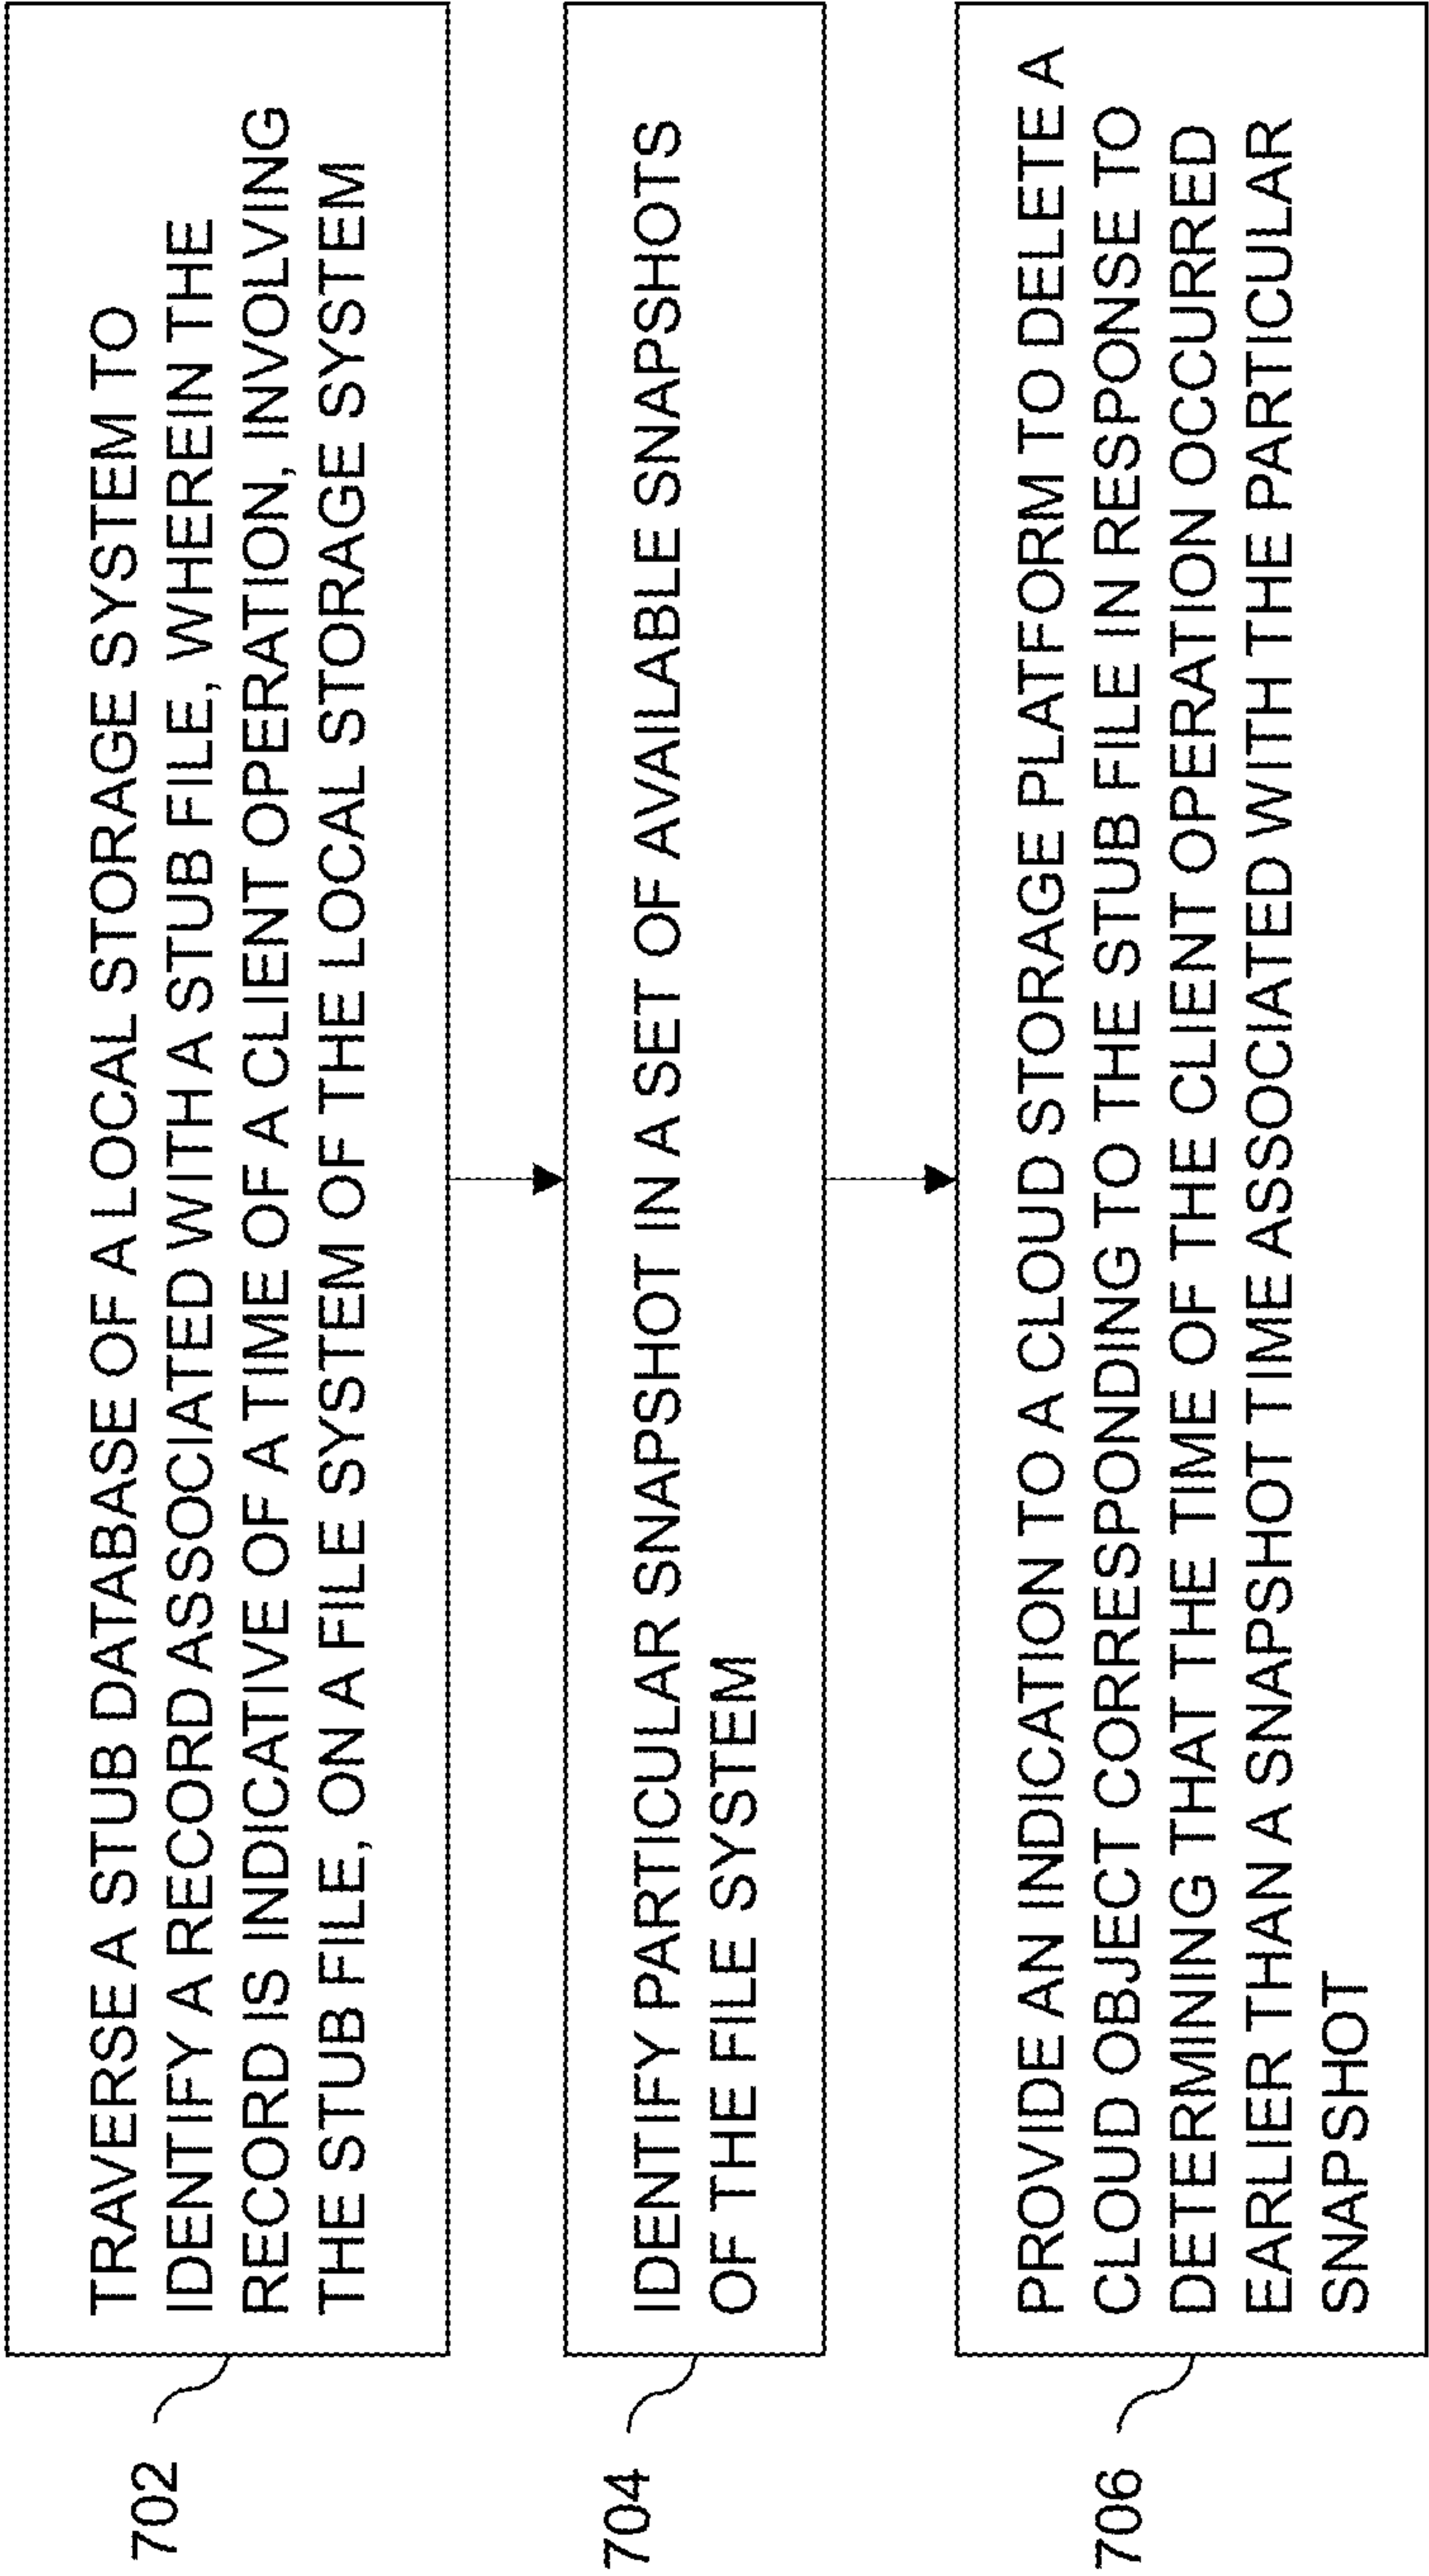 702
TRAVERSE A STUB DATABASE OF A LOCAL STORAGE SYSTEM TO
IDENTIFY A RECORD ASSOCIATED WITH A STUB FILE, WHEREIN THE
RECORD IS INDICATIVE OF A TIME OF A CLIENT OPERATION, INVOLVING
THE STUB FILE, ON A FILE SYSTEM OF THE LOCAL STORAGE SYSTEM
704
IDENTIFY PARTICULAR SNAPSHOT IN A SET OF AVAILABLE SNAPSHOTS
OF THE FILE SYSTEM
706
PROVIDE AN INDICATION TO A CLOUD STORAGE PLATFORM TO DELETE A
CLOUD OBJECT CORRESPONDING TO THE STUB FILE IN RESPONSE TO
DETERMINING THAT THE TIME OF THE CLIENT OPERATION OCCURRED
EARLIER THAN A SNAPSHOT TIME ASSOCIATED WITH THE PARTICULAR
SNAPSHOT